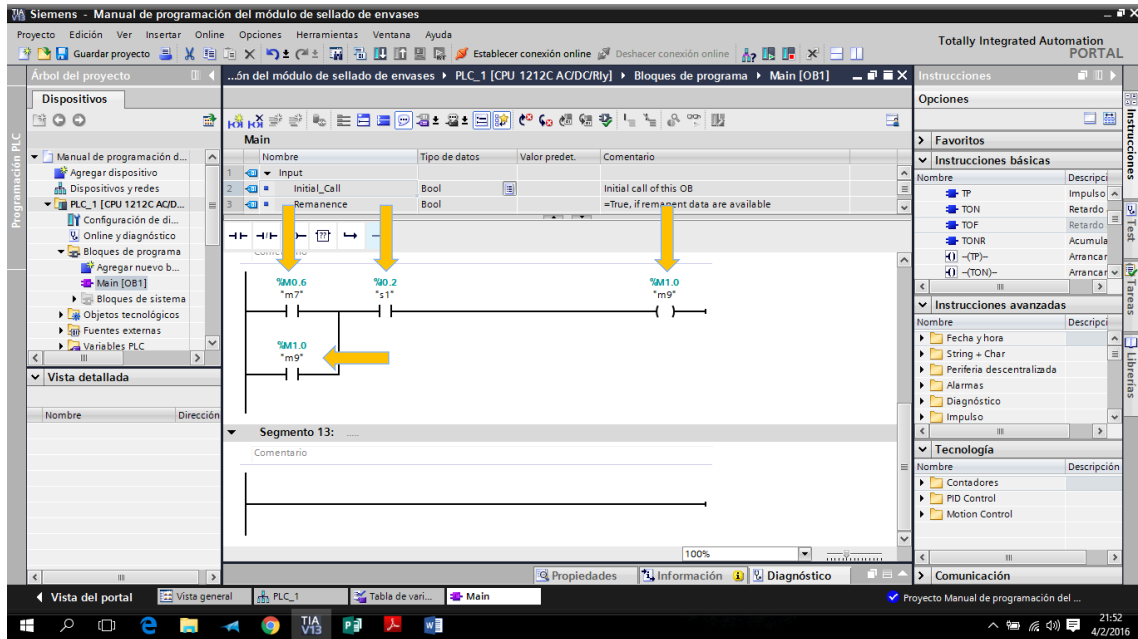 Siemens - Manual de programación del módulo de sellado de envases
Proyecto Edición Ver Insertar Online Opciones Herramientas Ventana Ayuda
Guardar proyecto Establecer conexión online Deshacer conexión online
Totally Integrated Automation
PORTAL
Árbol del proyecto
...ón del módulo de sellado de envases PLC_1 [CPU 1212C AC/DC/Rly] Bloques de programa Main [OB1]
Instrucciones
Dispositivos
Opciones
Programación PLC
Manual de programación d...
Agregar dispositivo
Dispositivos y redes
PLC_1 [CPU 1212C AC/D...
Configuración de di...
Online y diagnóstico
Bloques de programa
Agregar nuevo b...
Main [OB1]
Bloques de sistema
Objetos tecnológicos
Fuentes externas
Variables PLC
Vista detallada
Nombre Dirección
Main
Nombre Tipo de datos Valor predet. Comentario
1 Input
2 Initial_Call Bool Initial call of this OB
3 Remanence Bool =True, if remanent data are available
??
Comentario
%M0.6 %I0.2 %M1.0
"m7" "s1" "m9"
%M1.0
"m9"
Segmento 13: .....
Comentario
100%
Propiedades Información Diagnóstico
Favoritos
Instrucciones básicas
Nombre Descripci
TP Impulso
TON Retardo
TOF Retardo
TONR Acumula
-(TP)- Arrancar
-(TON)- Arrancar
Instrucciones avanzadas
Nombre Descripci
Fecha y hora
String + Char
Periferia descentralizada
Alarmas
Diagnóstico
Impulso
Tecnología
Nombre Descripción
Contadores
PID Control
Motion Control
Comunicación
Instrucciones
Test
Tareas
Librerías
Vista del portal Vista general PLC_1 Tabla de vari... Main
Proyecto Manual de programación del ...
TIA
V13
21:52
4/2/2016